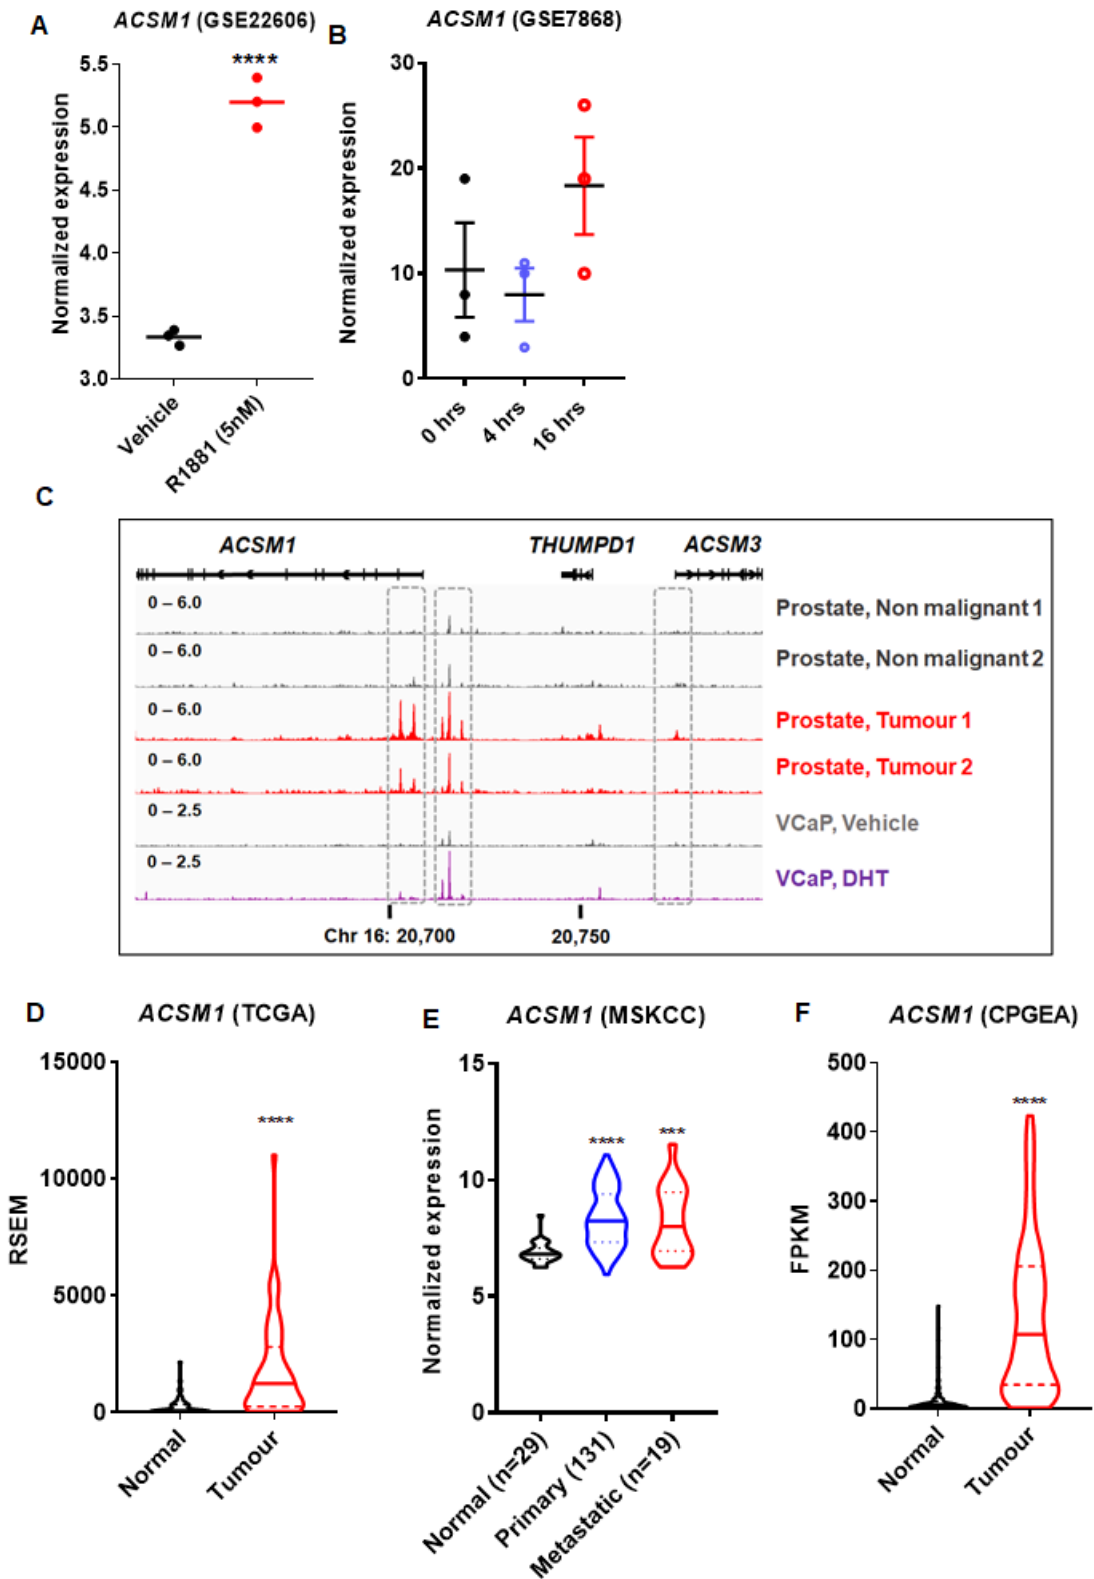 A
ACSM1 (GSE22606)
Normalized expression
5.5
5.0
4.5
4.0
3.5
3.0
****
Vehicle
R1881 (5nM)
B
ACSM1 (GSE7868)
Normalized expression
30
20
10
0
0 hrs
4 hrs
16 hrs
C
ACSM1 THUMPD1 ACSM3
0 – 6.0 Prostate, Non malignant 1
0 – 6.0 Prostate, Non malignant 2
0 – 6.0 Prostate, Tumour 1
0 – 6.0 Prostate, Tumour 2
0 – 2.5 VCaP, Vehicle
0 – 2.5 VCaP, DHT
Chr 16: 20,700 20,750
D
ACSM1 (TCGA)
RSEM
15000
10000
5000
0
****
Normal
Tumour
E
ACSM1 (MSKCC)
Normalized expression
15
10
5
0
****
***
Normal (n=29)
Primary (131)
Metastatic (n=19)
F
ACSM1 (CPGEA)
FPKM
500
400
300
200
100
0
****
Normal
Tumour